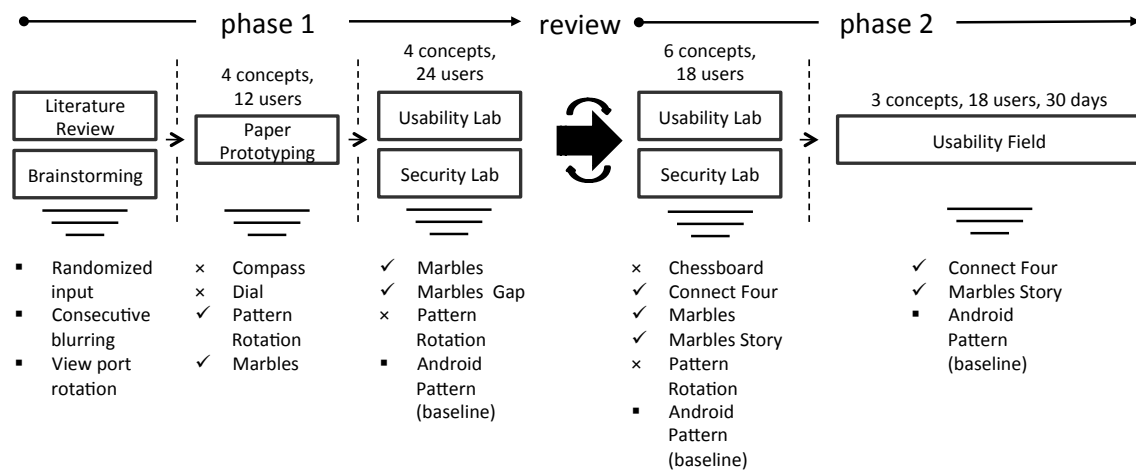 phase 1
review
phase 2
Literature
Review
Brainstorming
▪ Randomized
input
▪ Consecutive
blurring
▪ View port
rotation
4 concepts,
12 users
Paper
Prototyping
× Compass
× Dial
✓ Pattern
Rotation
✓ Marbles
4 concepts,
24 users
Usability Lab
Security Lab
✓ Marbles
✓ Marbles Gap
× Pattern
Rotation
▪ Android
Pattern
(baseline)
6 concepts,
18 users
Usability Lab
Security Lab
× Chessboard
✓ Connect Four
✓ Marbles
✓ Marbles Story
× Pattern
Rotation
▪ Android
Pattern
(baseline)
3 concepts, 18 users, 30 days
Usability Field
✓ Connect Four
✓ Marbles Story
▪ Android
Pattern
(baseline)